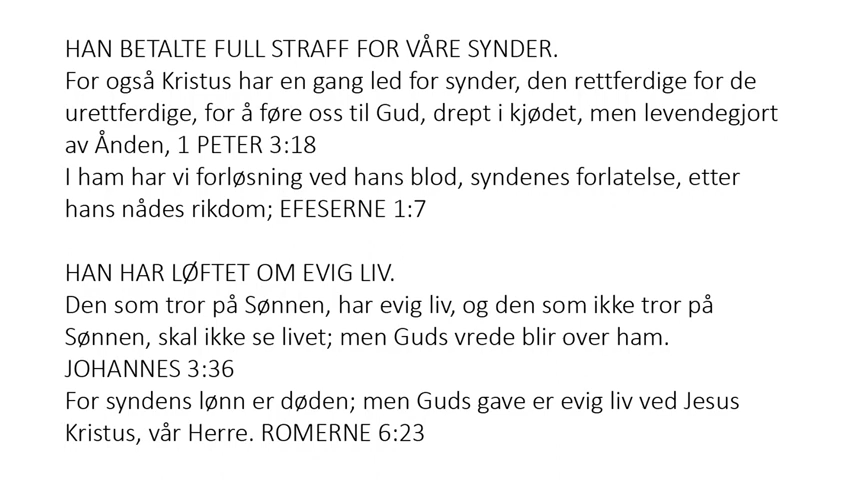 HAN BETALTE FULL STRAFF FOR VÅRE SYNDER.
For også Kristus har en gang led for synder, den rettferdige for de
urettferdige, for å føre oss til Gud, drept i kjødet, men levendegjort
av Ånden, 1 PETER 3:18
I ham har vi forløsning ved hans blod, syndenes forlatelse, etter
hans nådes rikdom; EFESERNE 1:7

HAN HAR LØFTET OM EVIG LIV.
Den som tror på Sønnen, har evig liv, og den som ikke tror på
Sønnen, skal ikke se livet; men Guds vrede blir over ham.
JOHANNES 3:36
For syndens lønn er døden; men Guds gave er evig liv ved Jesus
Kristus, vår Herre. ROMERNE 6:23